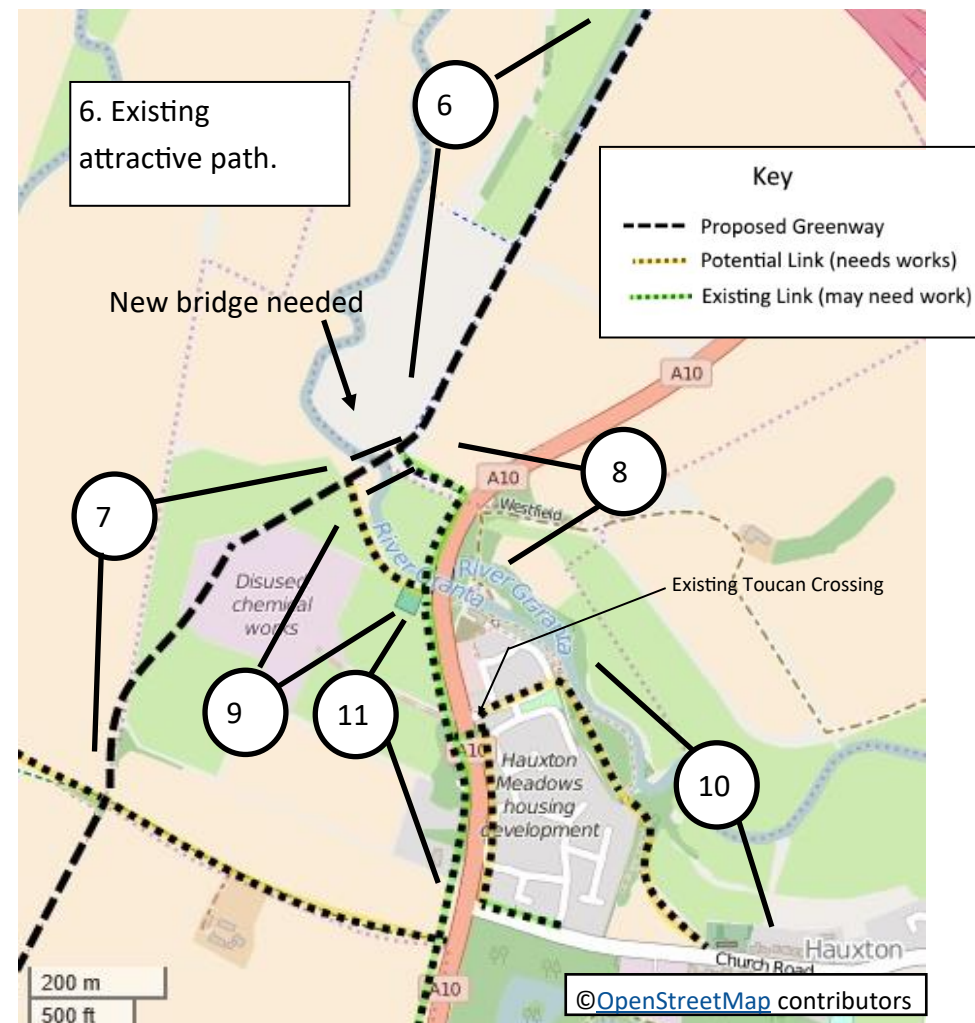 6. Existing
attractive path.
6
Key
Proposed Greenway
Potential Link (needs works)
Existing Link (may need work)
New bridge needed
A10
A10
8
7
Westfield
River Granta
River Granta
Existing Toucan Crossing
Disused
chemical
works
9
11
A10
Hauxton
Meadows
housing
development
10
Hauxton
Church Road
200 m
500 ft
A10
©OpenStreetMap contributors